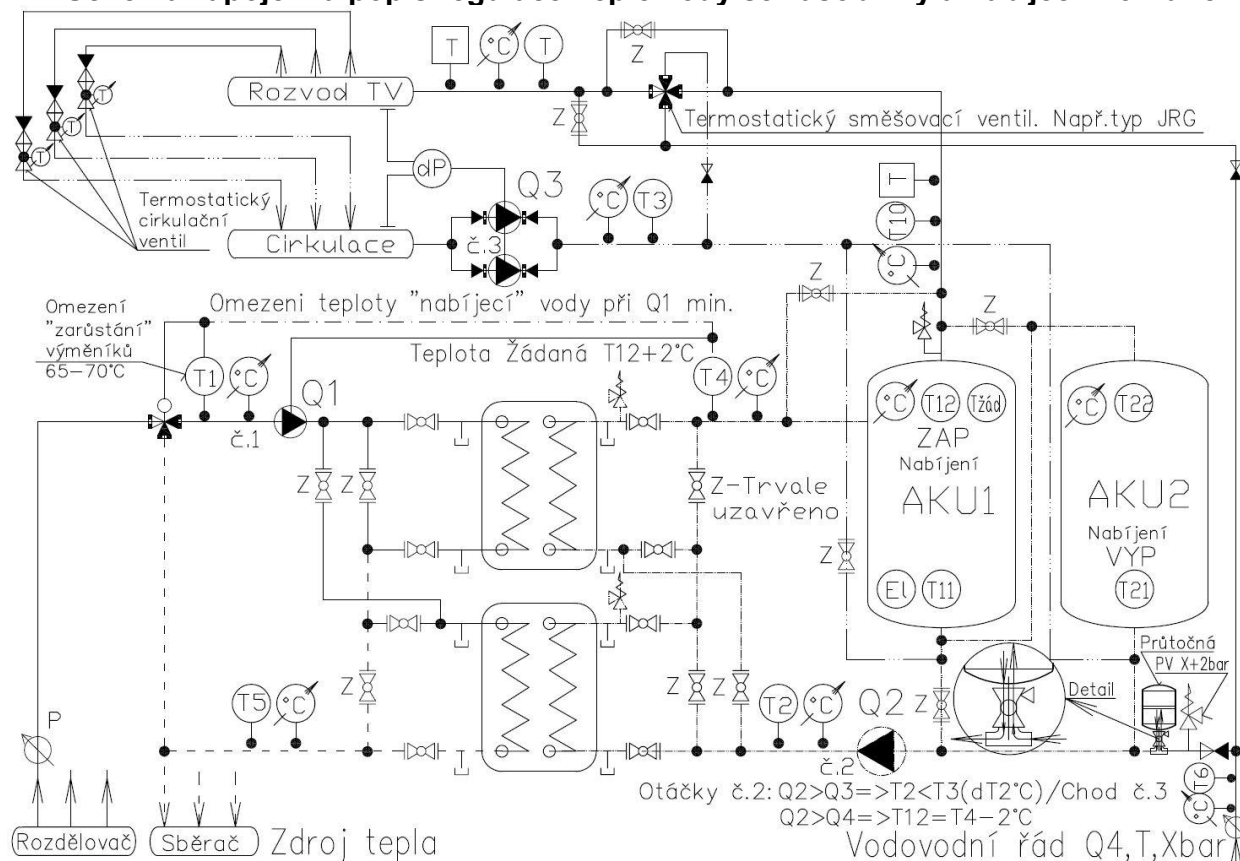 T
°C
T
Z
Rozvod TV
Z
Termostatický směšovací ventil. Např.typ JRG
T
T
T
dP
Q3
Termostatický
cirkulační
ventil
Cirkulace
č.3
°C
T3
T
T10
°C
Omezení
"zarůstání"
výměníků
65-70°C
Omezeni teploty "nabíjecí" vody při Q1 min.
Teplota Žádaná T12+2°C
Z
Z
T1
°C
Q1
č.1
T4
°C
°C
T12
Tžád
ZAP
Nabíjení
AKU1
°C
T22
AKU2
Nabíjení
VYP
Z
Z
Z-Trvale
uzavřeno
Z
El
T11
T21
Z
Z
Z
Z
Průtočná
PV X+2bar
Detail
T5
°C
T2
°C
Q2
č.2
P
T6
°C
Otáčky č.2: Q2>Q3=>T2<T3(dT2°C)/Chod č.3
Q2>Q4=>T12=T4-2°C
Rozdělovač
Sběrač
Zdroj tepla
Vodovodní řád Q4,T,Xbar